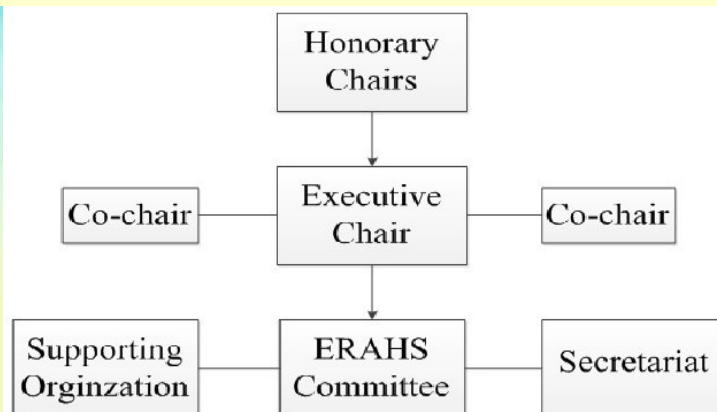 Honorary
Chairs
Co-chair
Executive
Chair
Co-chair
Supporting
Orginzation
ERAHS
Committee
Secretariat